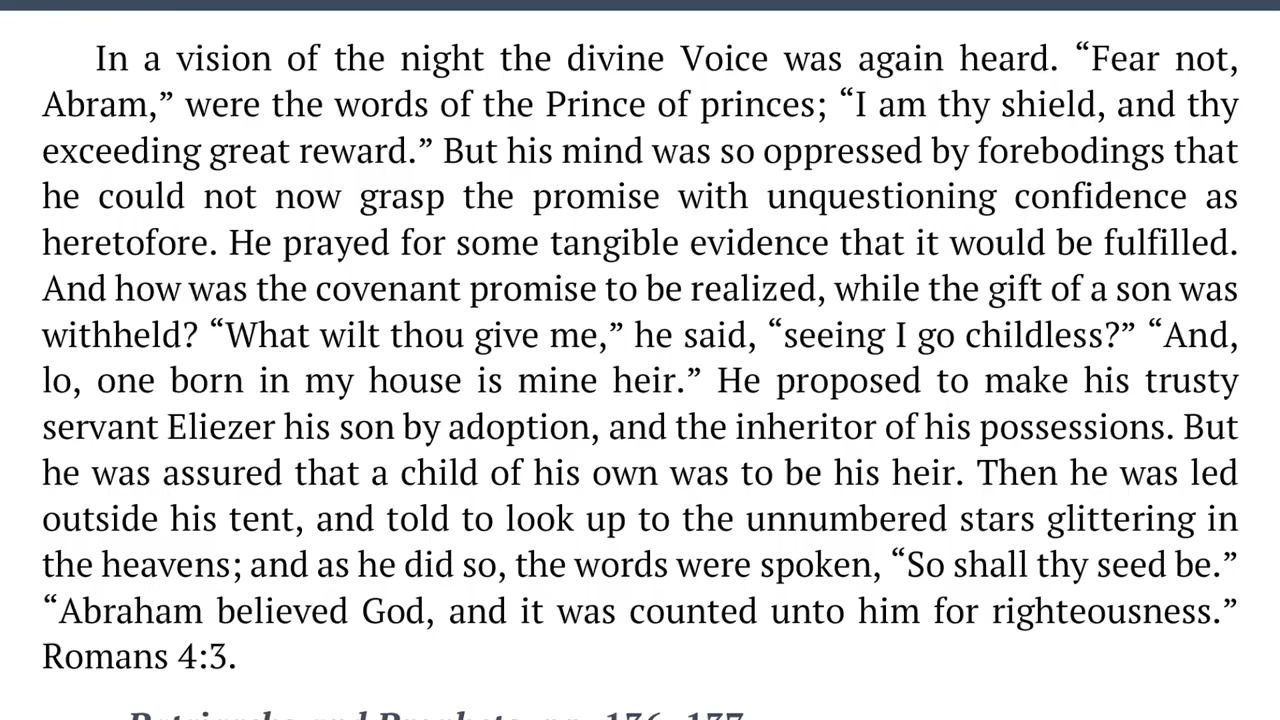 In a vision of the night the divine Voice was again heard. “Fear not,
Abram,” were the words of the Prince of princes; “I am thy shield, and thy
exceeding great reward.” But his mind was so oppressed by forebodings that
he could not now grasp the promise with unquestioning confidence as
heretofore. He prayed for some tangible evidence that it would be fulfilled.
And how was the covenant promise to be realized, while the gift of a son was
withheld? “What wilt thou give me,” he said, “seeing I go childless?” “And,
lo, one born in my house is mine heir.” He proposed to make his trusty
servant Eliezer his son by adoption, and the inheritor of his possessions. But
he was assured that a child of his own was to be his heir. Then he was led
outside his tent, and told to look up to the unnumbered stars glittering in
the heavens; and as he did so, the words were spoken, “So shall thy seed be.”
“Abraham believed God, and it was counted unto him for righteousness.”
Romans 4:3.
Patriarchs and Prophets, pp. 136, 137